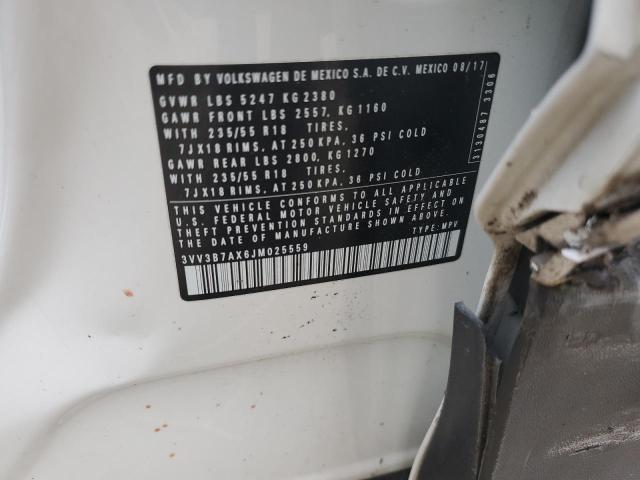 MFD BY VOLKSWAGEN DE MEXICO S.A. DE C.V. MEXICO 08/17
GVWR LBS 5247 KG 2380
GAWR FRONT LBS 2557, KG 1160
WITH 235/55 R18 TIRES,
7JX18 RIMS, AT 250 KPA, 36 PSI COLD
GAWR REAR LBS 2800, KG 1270
WITH 235/55 R18 TIRES.
7JX18 RIMS, AT 250 KPA, 36 PSI COLD
THIS VEHICLE CONFORMS TO ALL APPLICABLE
U.S. FEDERAL MOTOR VEHICLE SAFETY AND
THEFT PREVENTION STANDARDS IN EFFECT ON
THE DATE OF MANUFACTURE SHOWN ABOVE.
3VV3B7AX6JM025559 TYPE: MPV
3130487 3306